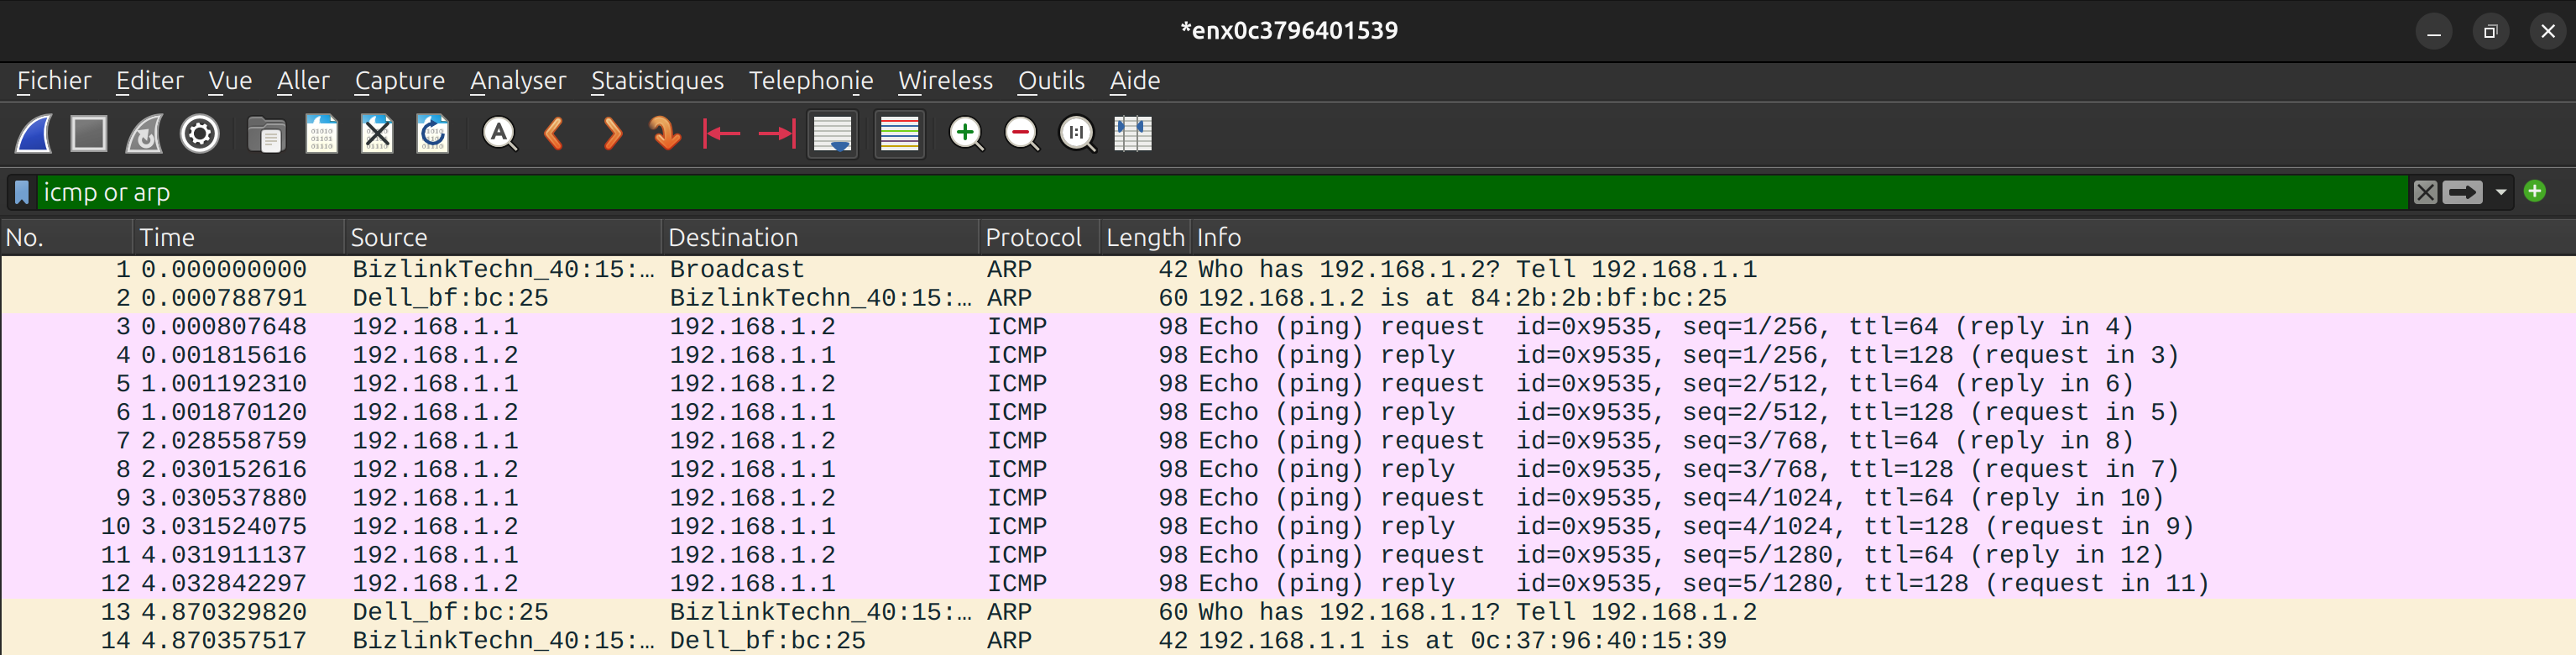 *enx0c3796401539
Fichier Editer Vue Aller Capture Analyser Statistiques Telephonie Wireless Outils Aide
icmp or arp
No. Time Source Destination Protocol Length Info
1 0.000000000 BizlinkTechn_40:15:… Broadcast ARP 42 Who has 192.168.1.2? Tell 192.168.1.1
2 0.000788791 Dell_bf:bc:25 BizlinkTechn_40:15:… ARP 60 192.168.1.2 is at 84:2b:2b:bf:bc:25
3 0.000807648 192.168.1.1 192.168.1.2 ICMP 98 Echo (ping) request id=0x9535, seq=1/256, ttl=64 (reply in 4)
4 0.001815616 192.168.1.2 192.168.1.1 ICMP 98 Echo (ping) reply id=0x9535, seq=1/256, ttl=128 (request in 3)
5 1.001192310 192.168.1.1 192.168.1.2 ICMP 98 Echo (ping) request id=0x9535, seq=2/512, ttl=64 (reply in 6)
6 1.001870120 192.168.1.2 192.168.1.1 ICMP 98 Echo (ping) reply id=0x9535, seq=2/512, ttl=128 (request in 5)
7 2.028558759 192.168.1.1 192.168.1.2 ICMP 98 Echo (ping) request id=0x9535, seq=3/768, ttl=64 (reply in 8)
8 2.030152616 192.168.1.2 192.168.1.1 ICMP 98 Echo (ping) reply id=0x9535, seq=3/768, ttl=128 (request in 7)
9 3.030537880 192.168.1.1 192.168.1.2 ICMP 98 Echo (ping) request id=0x9535, seq=4/1024, ttl=64 (reply in 10)
10 3.031524075 192.168.1.2 192.168.1.1 ICMP 98 Echo (ping) reply id=0x9535, seq=4/1024, ttl=128 (request in 9)
11 4.031911137 192.168.1.1 192.168.1.2 ICMP 98 Echo (ping) request id=0x9535, seq=5/1280, ttl=64 (reply in 12)
12 4.032842297 192.168.1.2 192.168.1.1 ICMP 98 Echo (ping) reply id=0x9535, seq=5/1280, ttl=128 (request in 11)
13 4.870329820 Dell_bf:bc:25 BizlinkTechn_40:15:… ARP 60 Who has 192.168.1.1? Tell 192.168.1.2
14 4.870357517 BizlinkTechn_40:15:… Dell_bf:bc:25 ARP 42 192.168.1.1 is at 0c:37:96:40:15:39